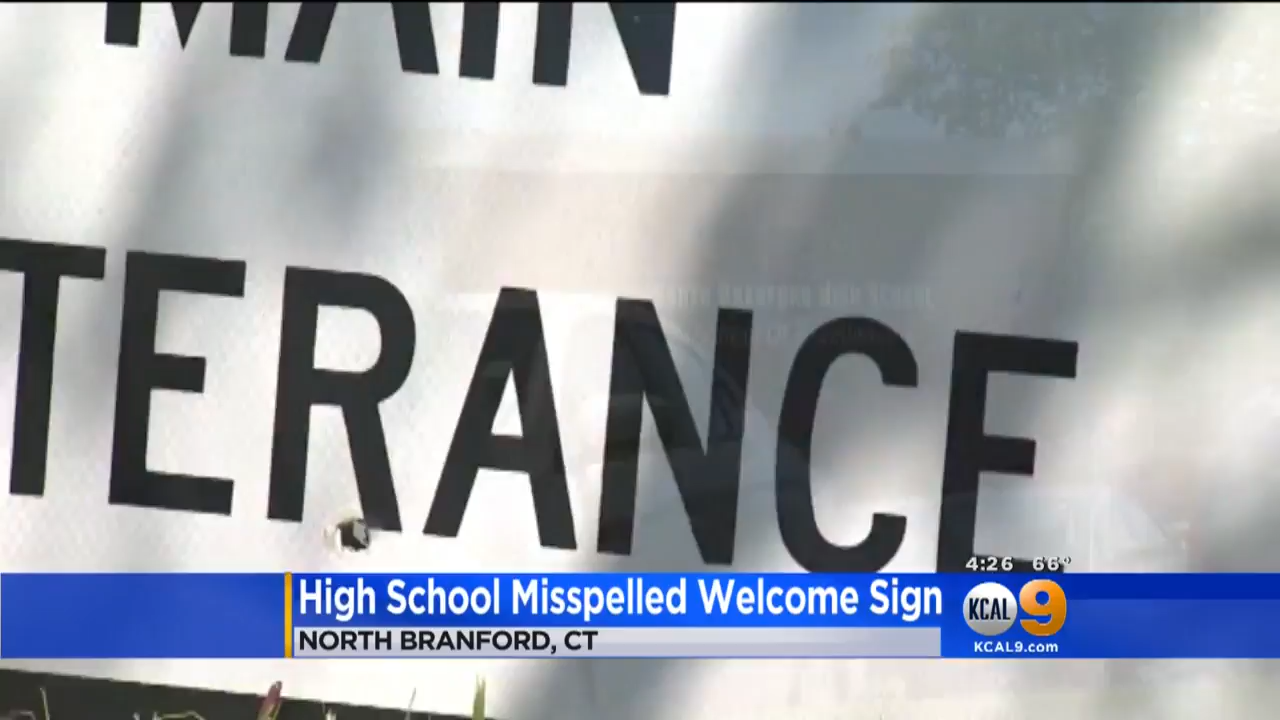 MAIN
TERANCE
4:26 66°
High School Misspelled Welcome Sign
NORTH BRANFORD, CT
KCAL 9
KCAL9.com